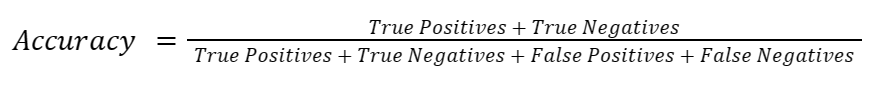 True Positives + True Negatives
Accuracy =
True Positives + True Negatives + False Positives + False Negatives